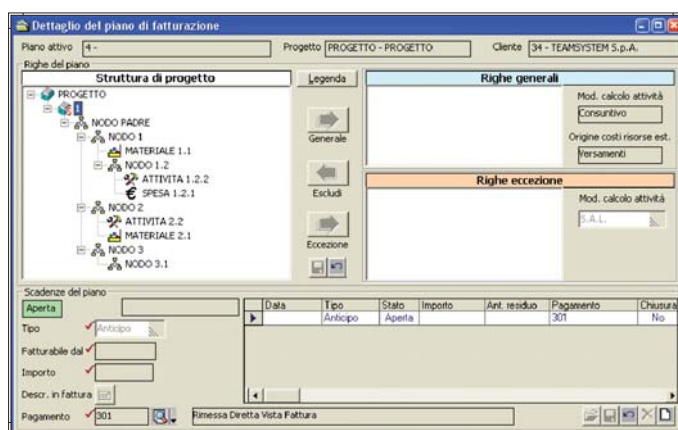 Dettaglio del piano di fatturazione
Piano attivo 4 - Progetto PROGETTO - PROGETTO Cliente 34 - TEAMSYSTEM S.p.A.
Righe del piano
Struttura di progetto
PROGETTO
1
NODO PADRE
NODO 1
MATERIALE 1.1
NODO 1.2
ATTIVITA 1.2.2
SPESA 1.2.1
NODO 2
ATTIVITA 2.2
MATERIALE 2.1
NODO 3
NODO 3.1
Legenda
Generale
Escludi
Eccezione
Righe generali
Mod. calcolo attività
Consuntivo
Origine costi risorse est.
Versamenti
Righe eccezione
Mod. calcolo attività
S.A.L.
Scadenze del piano
Aperta
Tipo Anticipo
Fatturabile dal
Importo
Descr. in fattura
Pagamento 301 Rimessa Diretta Vista Fattura
Data Tipo Stato Importo Ant. residuo Pagamento Chiusura
Anticipo Aperta 301 No